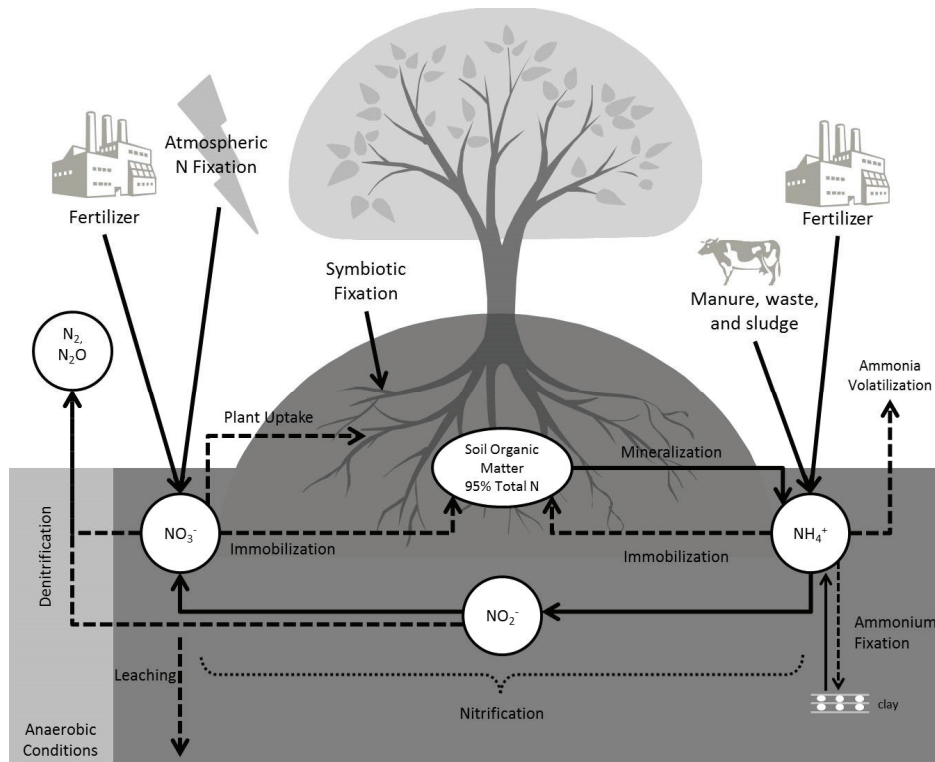 Atmospheric
N Fixation
Fertilizer
Fertilizer
Symbiotic
Fixation
Manure, waste,
and sludge
N₂,
N₂O
Ammonia
Volatilization
Plant Uptake
Soil Organic
Matter
95% Total N
Mineralization
NO₃⁻
NH₄⁺
Immobilization
Immobilization
Denitrification
NO₂⁻
Ammonium
Fixation
Leaching
clay
Nitrification
Anaerobic
Conditions